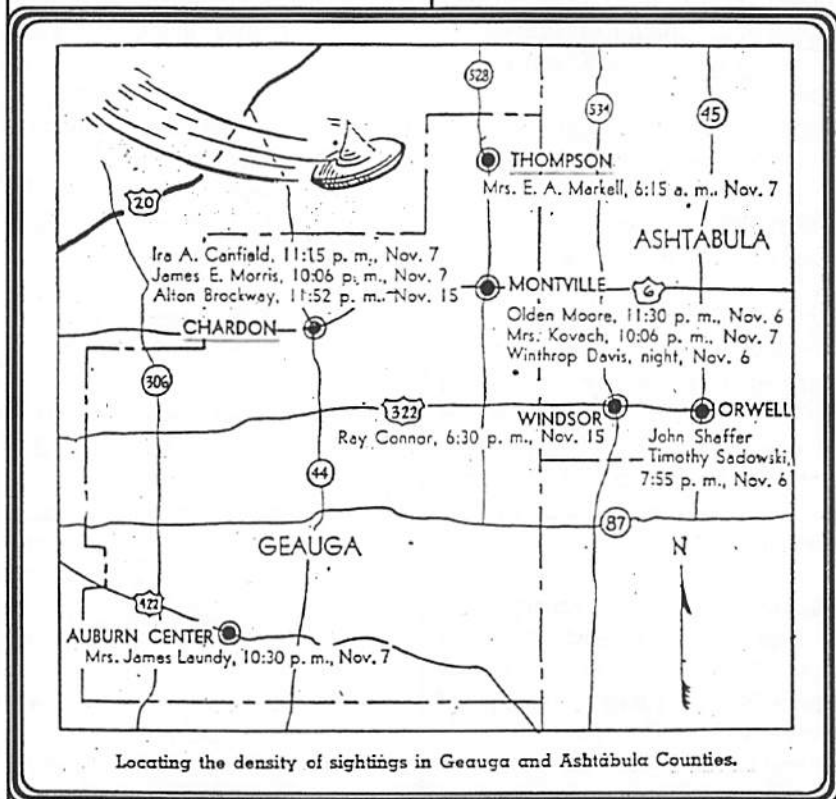 528
534
45
THOMPSON
Mrs. E. A. Markell, 6:15 a. m., Nov. 7
20
ASHTABULA
Ira A. Canfield, 11:15 p. m., Nov. 7
James E. Morris, 10:06 p. m., Nov. 7
Alton Brockway, 11:52 p. m. Nov. 15
MONTVILLE
6
Olden Moore, 11:30 p. m., Nov. 6
Mrs. Kovach, 10:06 p. m., Nov. 7
Winthrop Davis, night, Nov. 6
CHARDON
306
322
WINDSOR
ORWELL
Ray Connor, 6:30 p. m., Nov. 15
John Shaffer
Timothy Sadowski,
7:55 p. m., Nov. 6
44
87
GEAUGA
N
422
AUBURN CENTER
Mrs. James Laundy, 10:30 p. m., Nov. 7
Locating the density of sightings in Geauga and Ashtabula Counties.